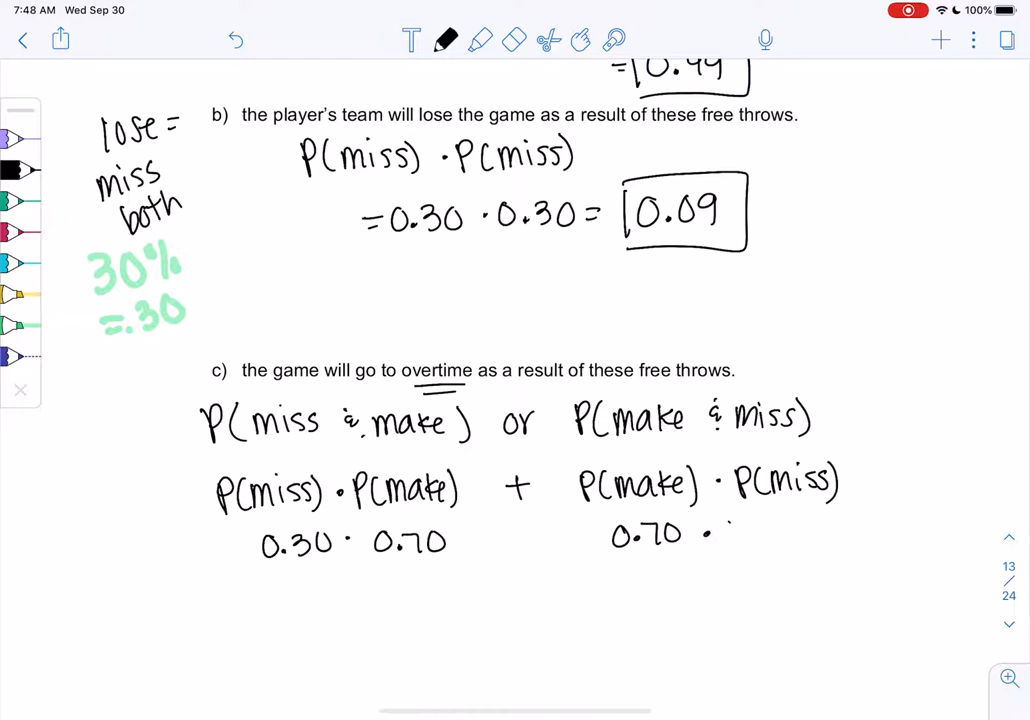 7:48 AM Wed Sep 30
100%
T
= 0.49
b) the player's team will lose the game as a result of these free throws.
lose =
miss
both
30%
=.30
P(miss) · P(miss)
= 0.30 · 0.30 = 0.09
c) the game will go to overtime as a result of these free throws.
P(miss & make) or P(make & miss)
P(miss) · P(make) + P(make) · P(miss)
0.30 · 0.70 0.70 ·
13
/
24